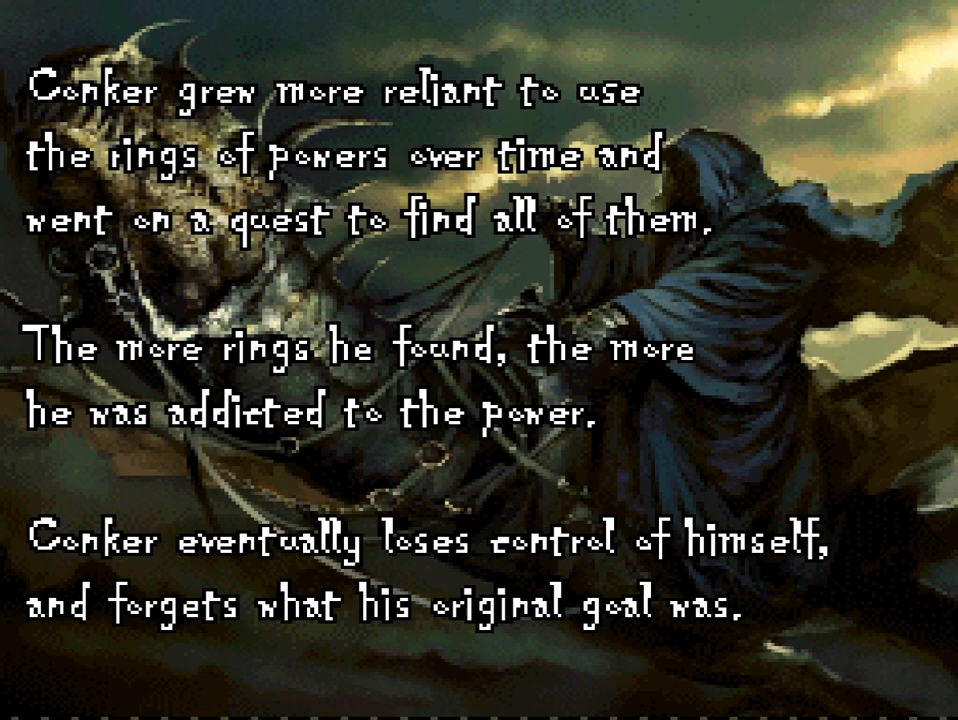 Conker grew more reliant to use
the rings of powers over time and
went on a quest to find all of them.
The more rings he found, the more
he was addicted to the power.
Conker eventually loses control of himself,
and forgets what his original goal was.